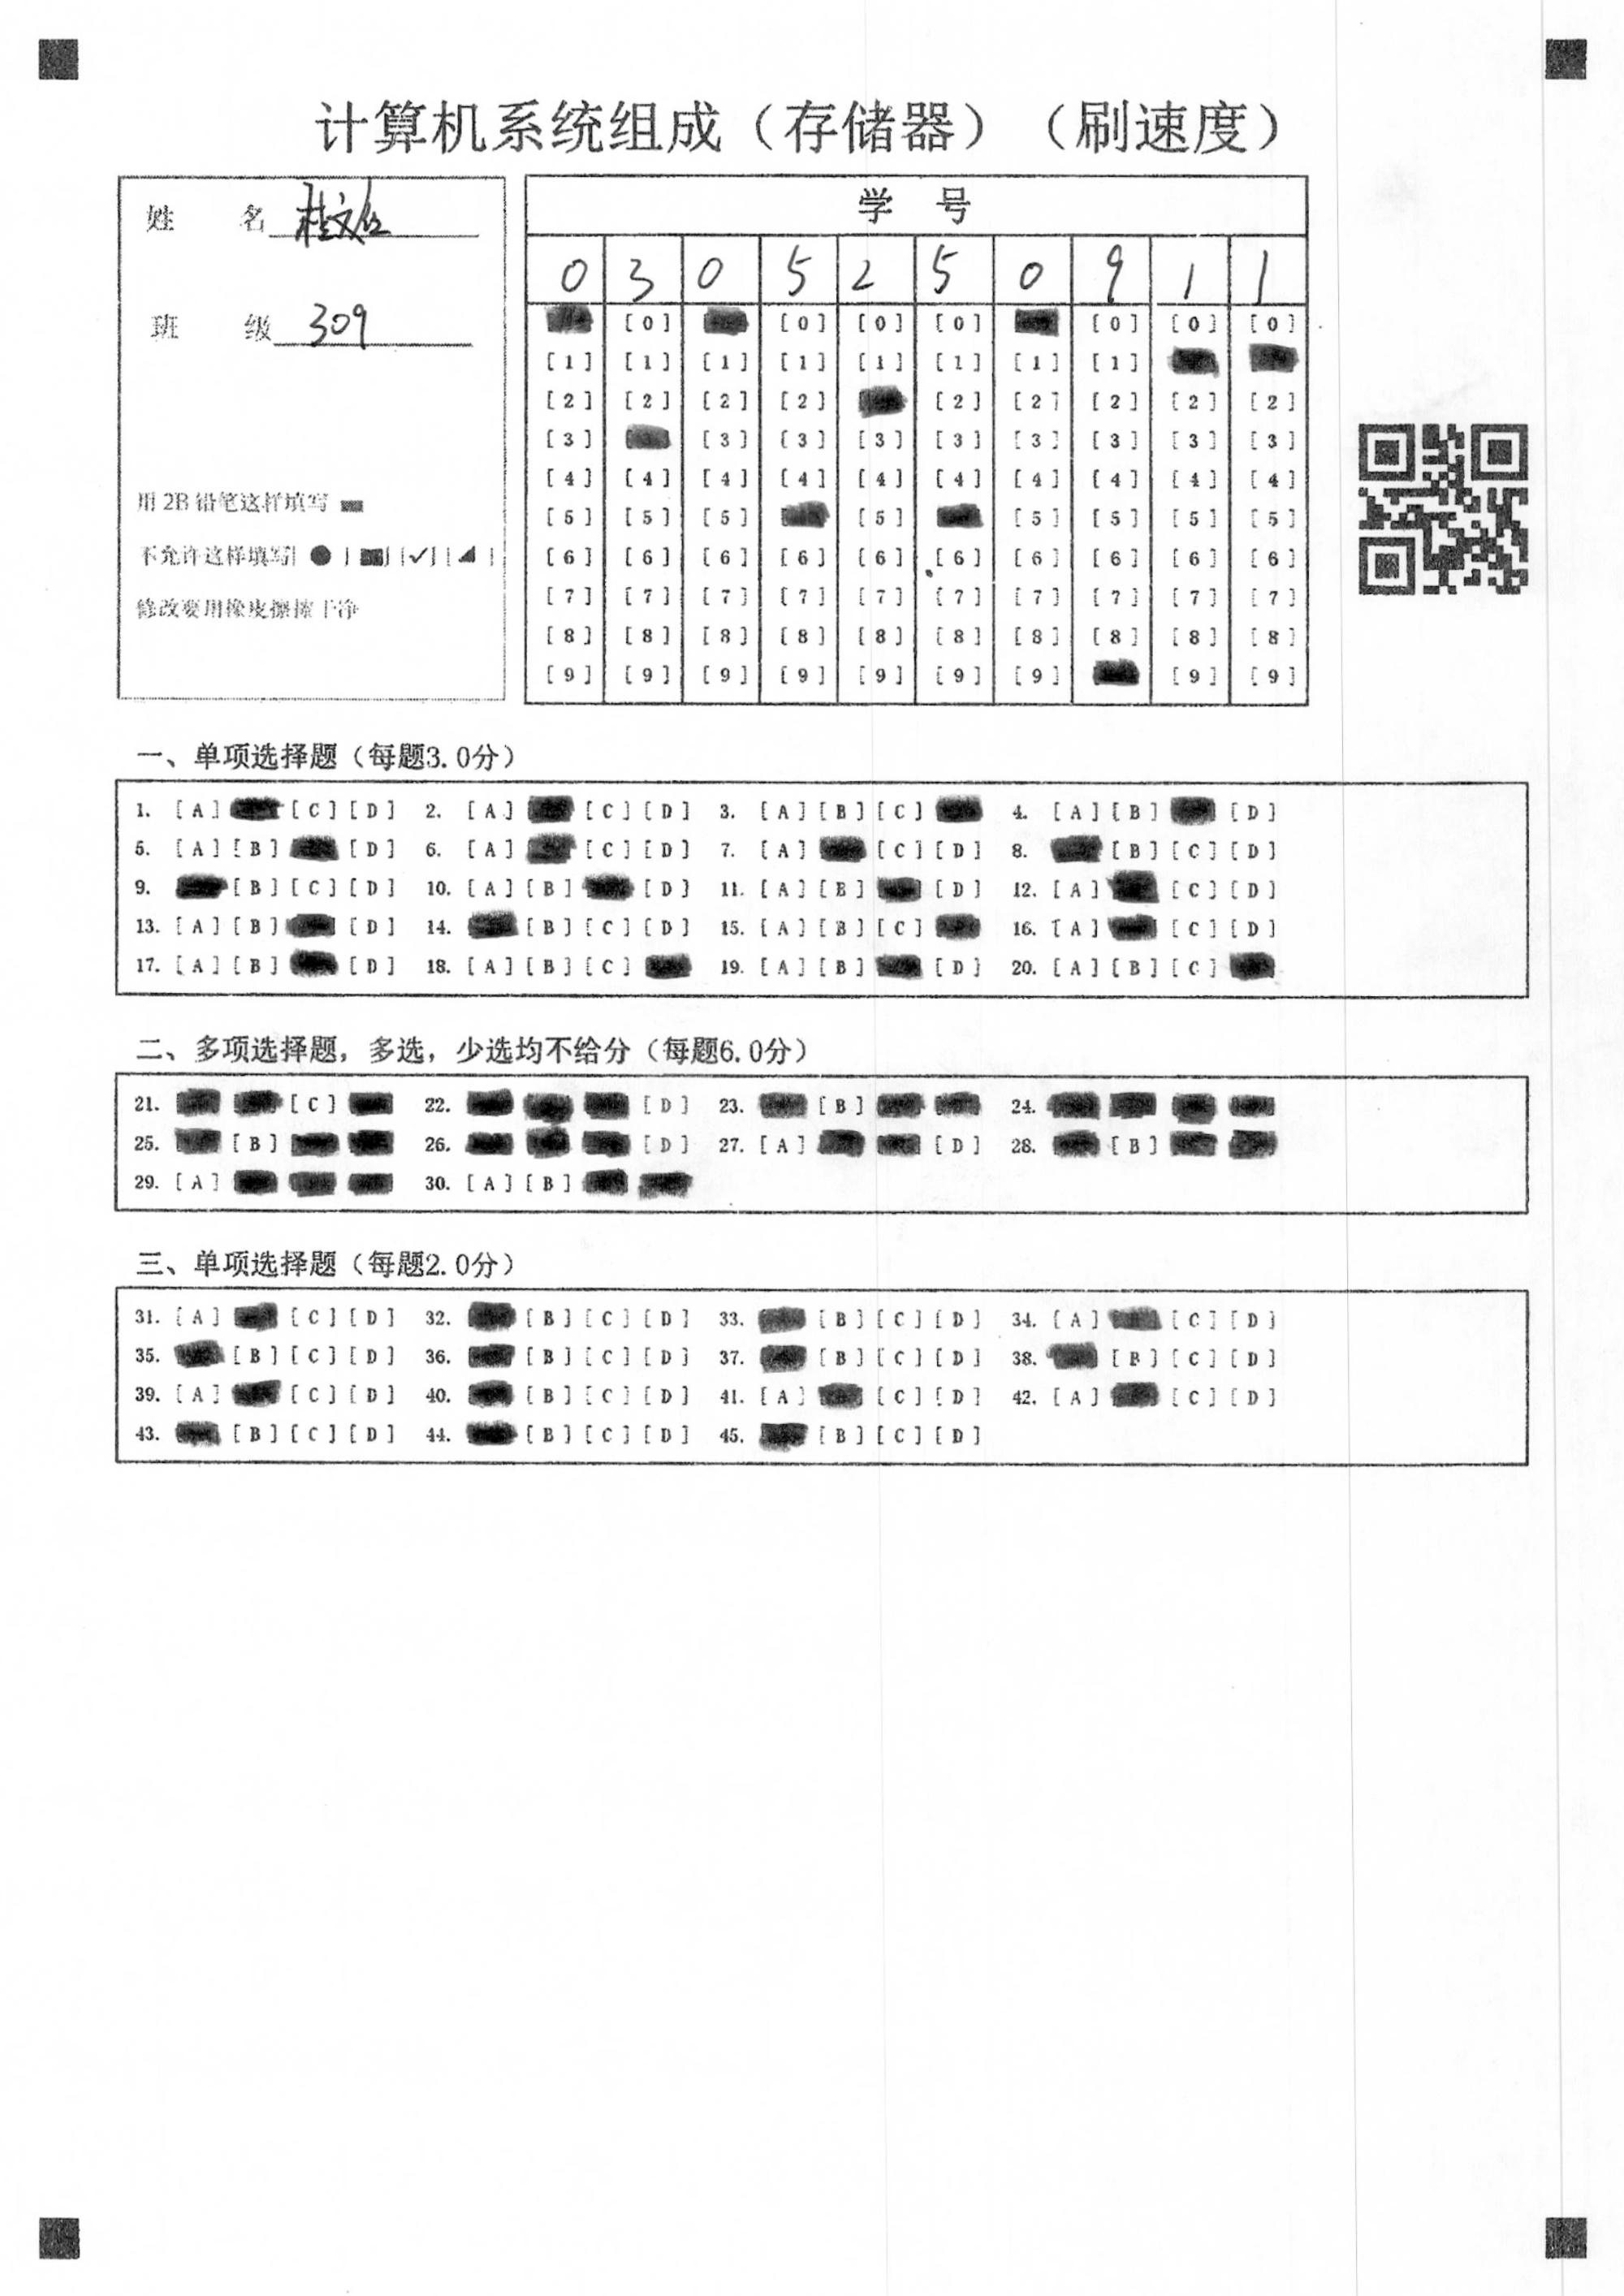 计算机系统组成（存储器）（刷速度）
姓 名
班 级 309
用2B铅笔这样填写
不允许这样填写[●][■][✓][◢]
修改要用橡皮擦擦干净
学 号
0 3 0 5 2 5 0 9 1 1
[0] [0] [0] [0] [0] [0] [0]
[1] [1] [1] [1] [1] [1] [1] [1]
[2] [2] [2] [2] [2] [2] [2] [2] [2]
[3] [3] [3] [3] [3] [3] [3] [3] [3]
[4] [4] [4] [4] [4] [4] [4] [4] [4] [4]
[5] [5] [5] [5] [5] [5] [5] [5]
[6] [6] [6] [6] [6] [6] [6] [6] [6] [6]
[7] [7] [7] [7] [7] [7] [7] [7] [7] [7]
[8] [8] [8] [8] [8] [8] [8] [8] [8] [8]
[9] [9] [9] [9] [9] [9] [9] [9] [9]
一、单项选择题（每题3.0分）
1. [A] [C] [D] 2. [A] [C] [D] 3. [A] [B] [C] 4. [A] [B] [D]
5. [A] [B] [D] 6. [A] [C] [D] 7. [A] [C] [D] 8. [B] [C] [D]
9. [B] [C] [D] 10. [A] [B] [D] 11. [A] [B] [D] 12. [A] [C] [D]
13. [A] [B] [D] 14. [B] [C] [D] 15. [A] [B] [C] 16. [A] [C] [D]
17. [A] [B] [D] 18. [A] [B] [C] 19. [A] [B] [D] 20. [A] [B] [C]
二、多项选择题，多选，少选均不给分（每题6.0分）
21. [C] 22. [D] 23. [B] 24.
25. [B] 26. [D] 27. [A] [D] 28. [B]
29. [A] 30. [A] [B]
三、单项选择题（每题2.0分）
31. [A] [C] [D] 32. [B] [C] [D] 33. [B] [C] [D] 34. [A] [C] [D]
35. [B] [C] [D] 36. [B] [C] [D] 37. [B] [C] [D] 38. [B] [C] [D]
39. [A] [C] [D] 40. [B] [C] [D] 41. [A] [C] [D] 42. [A] [C] [D]
43. [B] [C] [D] 44. [B] [C] [D] 45. [B] [C] [D]